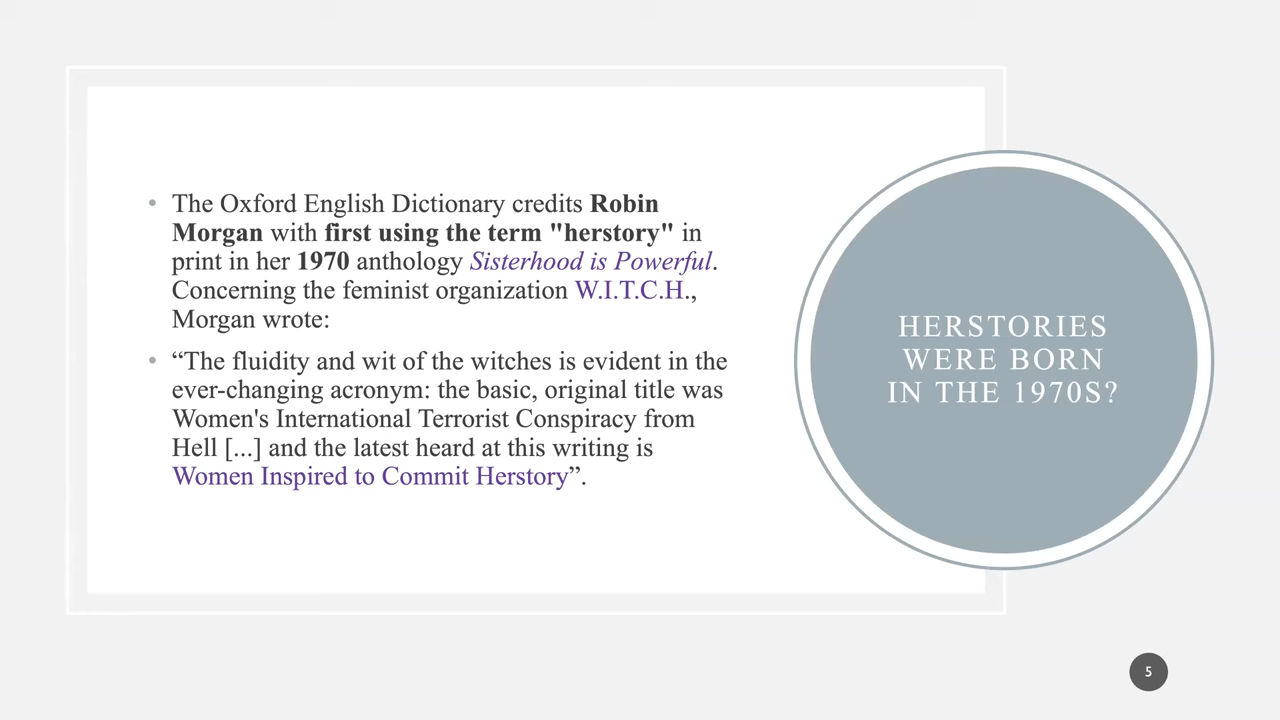 • The Oxford English Dictionary credits Robin
Morgan with first using the term "herstory" in
print in her 1970 anthology Sisterhood is Powerful.
Concerning the feminist organization W.I.T.C.H.,
Morgan wrote:
• “The fluidity and wit of the witches is evident in the
ever-changing acronym: the basic, original title was
Women's International Terrorist Conspiracy from
Hell [...] and the latest heard at this writing is
Women Inspired to Commit Herstory”.
HERSTORIES
WERE BORN
IN THE 1970S?
5